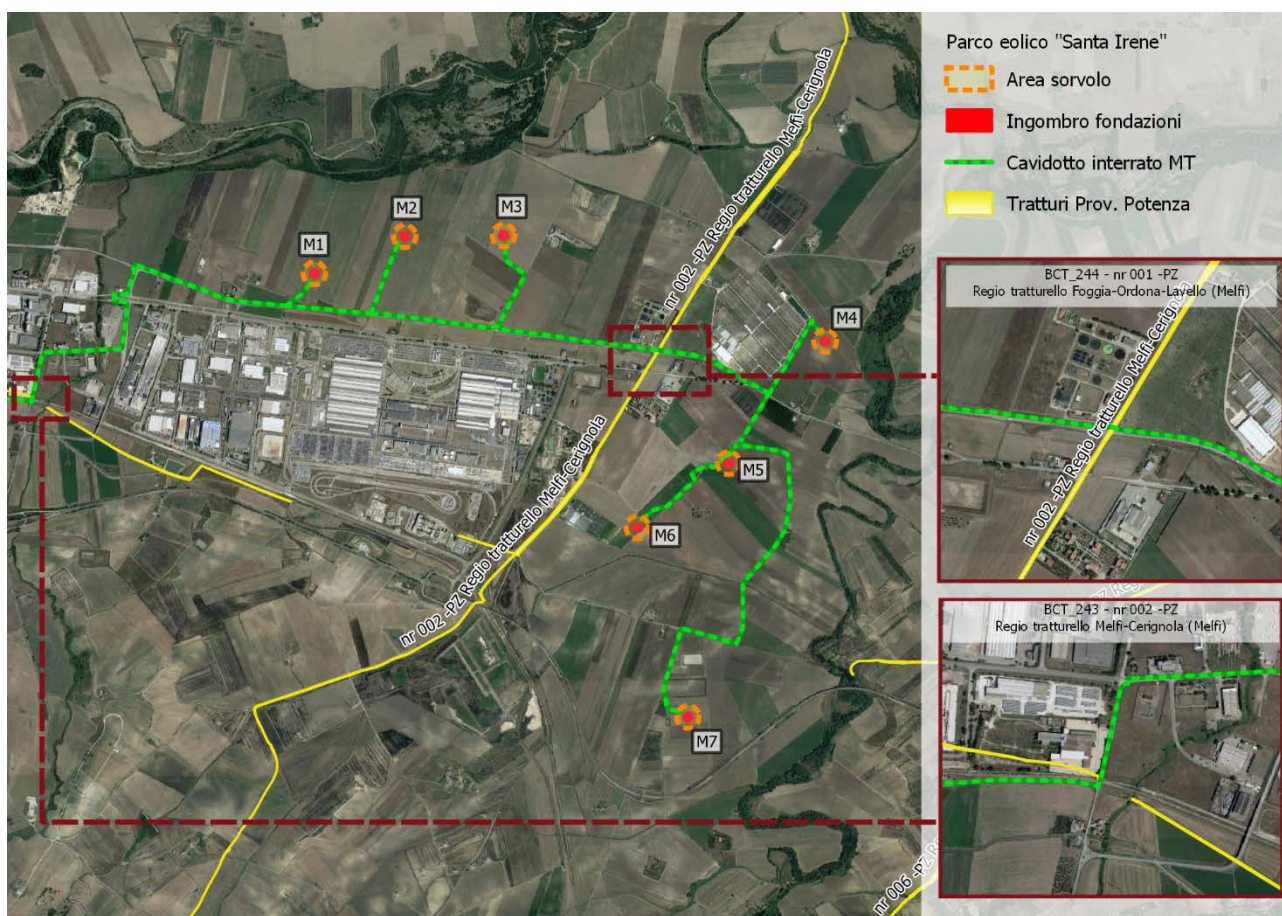 Parco eolico "Santa Irene"
Area sorvolo
Ingombro fondazioni
Cavidotto interrato MT
Tratturi Prov. Potenza
M1
M2
M3
M4
M5
M6
M7
nr 002 -PZ Regio tratturello Melfi-Cerignola
nr 002 -PZ Regio tratturello Melfi-Cerignola
BCT_244 - nr 001 -PZ
Regio tratturello Foggia-Ordona-Lavello (Melfi)
nr 002 -PZ Regio tratturello Melfi-Cerignola
BCT_243 - nr 002 -PZ
Regio tratturello Melfi-Cerignola (Melfi)
nr 006 -PZ